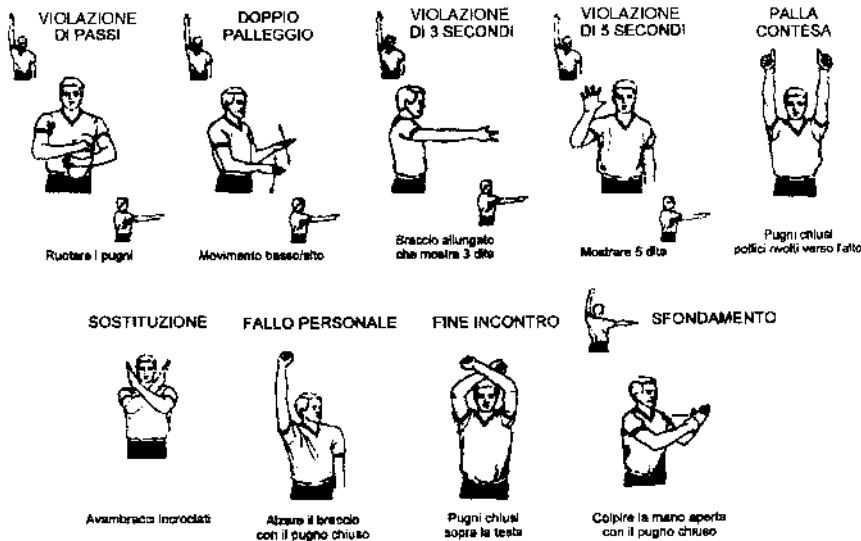 VIOLAZIONE
DI PASSI
DOPPIO
PALLEGGIO
VIOLAZIONE
DI 3 SECONDI
VIOLAZIONE
DI 5 SECONDI
PALLA
CONTESA
Ruotare i pugni
Movimento basso/alto
Braccio allungato
che mostra 3 dita
Mostrare 5 dita
Pugni chiusi
pollici rivolti verso l'alto
SOSTITUZIONE
FALLO PERSONALE
FINE INCONTRO
SFONDAMENTO
Avambracci incrociati
Alzare il braccio
con il pugno chiuso
Pugni chiusi
sopra la testa
Colpire la mano aperta
con il pugno chiuso